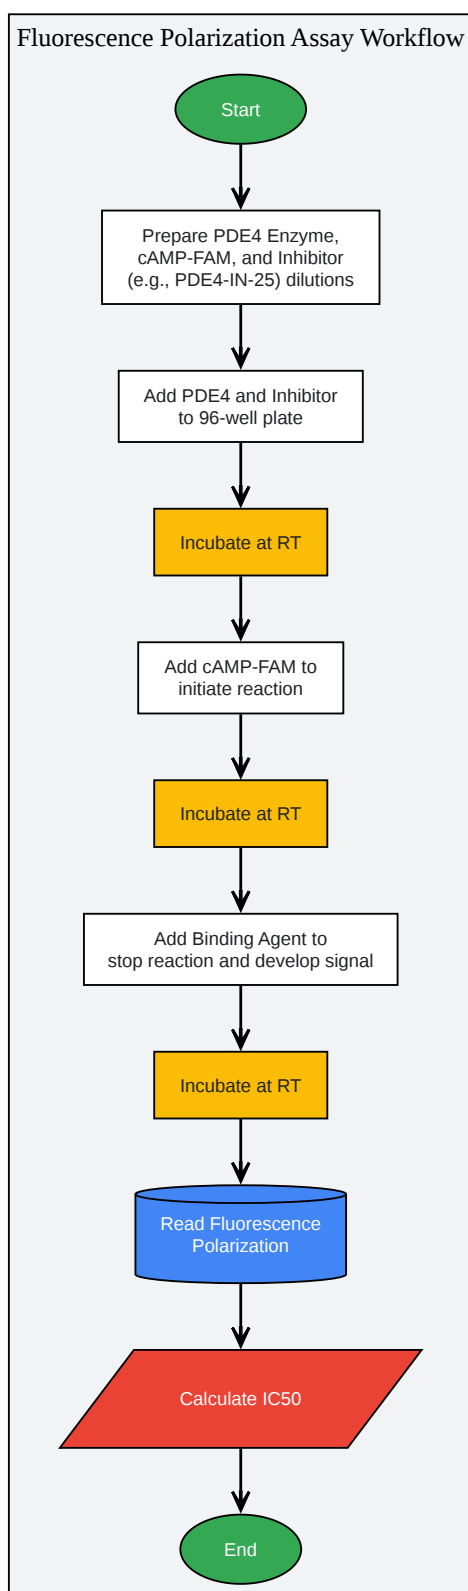 Fluorescence Polarization Assay Workflow
Start
Prepare PDE4 Enzyme,
cAMP-FAM, and Inhibitor
(e.g., PDE4-IN-25) dilutions
Add PDE4 and Inhibitor
to 96-well plate
Incubate at RT
Add cAMP-FAM to
initiate reaction
Incubate at RT
Add Binding Agent to
stop reaction and develop signal
Incubate at RT
Read Fluorescence
Polarization
Calculate IC50
End